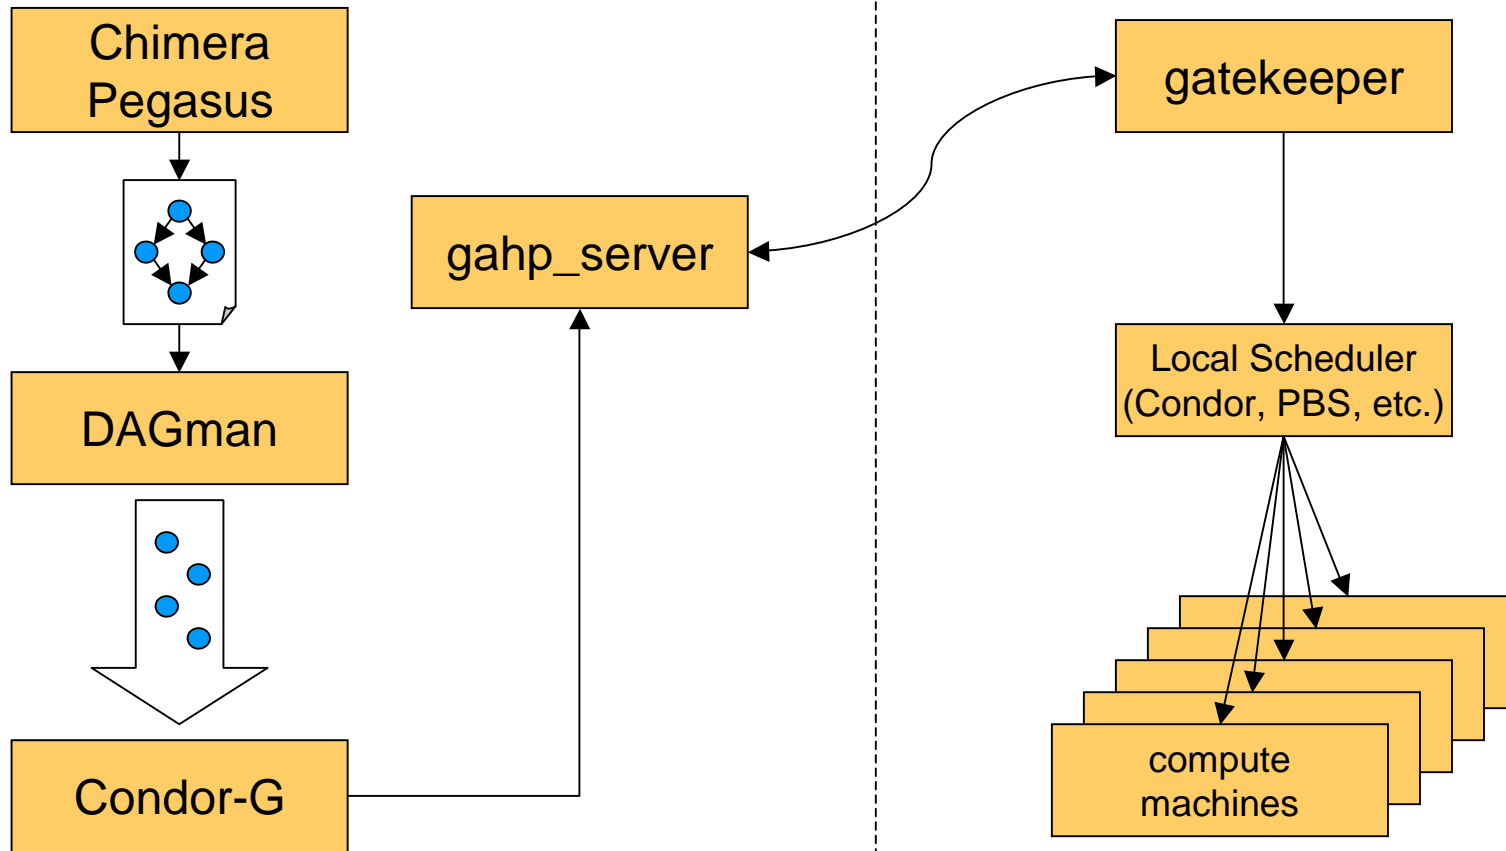 Chimera
Pegasus
gatekeeper
gahp_server
Local Scheduler
(Condor, PBS, etc.)
DAGman
Condor-G
compute
machines